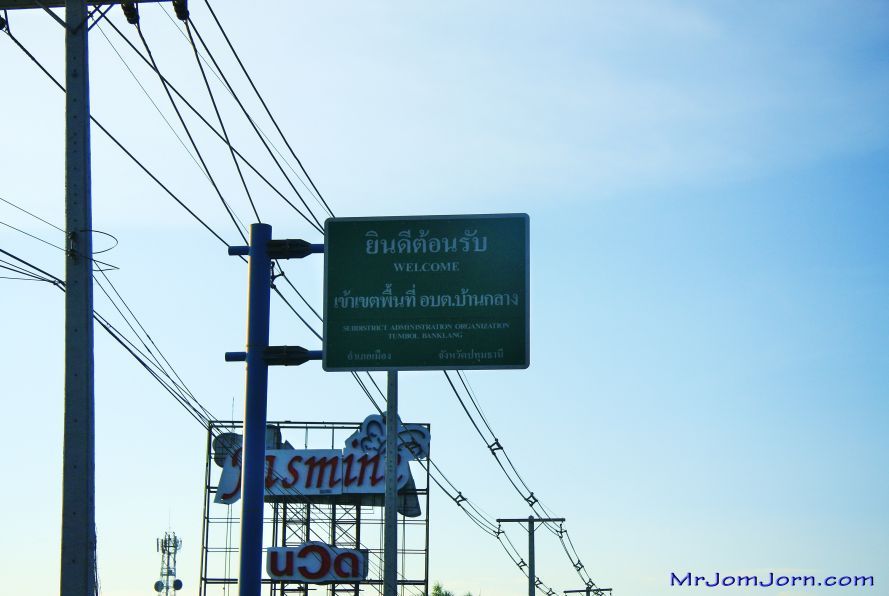 ยินดีต้อนรับ
WELCOME
เข้าเขตพื้นที่ อบต.บ้านกลาง
SUBDISTRICT ADMINISTRATION ORGANIZATION
TUMBOL BANKLANG
อำเภอเมือง จังหวัดปทุมธานี
Jasmine
นวด
MrJomJorn.com